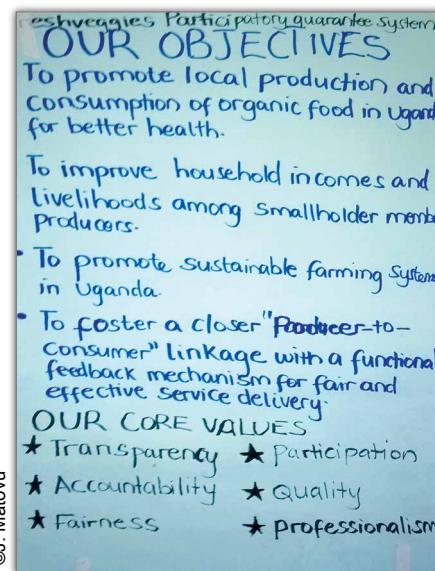 eshveggies Participatory guarantee system
OUR OBJECTIVES
To promote local production and
consumption of organic food in Ugand
for better health.
To improve household incomes and
livelihoods among smallholder membe
producers.
• To promote sustainable farming system
in Uganda.
• To foster a closer "Producer-to-
consumer" linkage with a functional
feedback mechanism for fair and
effective service delivery.
OUR CORE VALUES
★ Transparency ★ Participation
★ Accountability ★ Quality
★ Fairness ★ professionalism
©J. Matovu